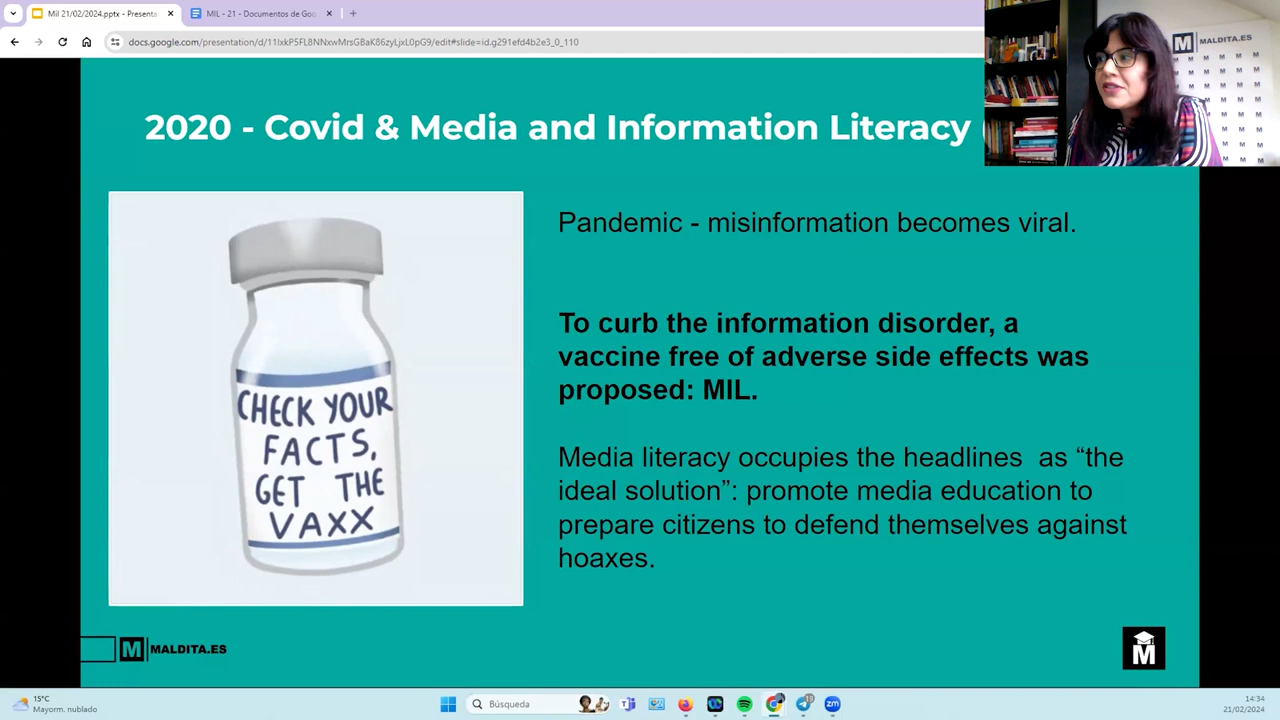 Mil 21/02/2024.pptx - Presenta
MIL - 21 - Documentos de Goo
docs.google.com/presentation/d/11lxkP5FL8NNxwMrsGBaK86zyLjxL0pG9/edit#slide=id.g291efd4b2e3_0_110
M MALDITA.ES
2020 - Covid & Media and Information Literacy
CHECK YOUR
FACTS,
GET THE
VAXX
Pandemic - misinformation becomes viral.
To curb the information disorder, a
vaccine free of adverse side effects was
proposed: MIL.
Media literacy occupies the headlines as “the
ideal solution”: promote media education to
prepare citizens to defend themselves against
hoaxes.
M MALDITA.ES
M
15°C
Mayorm. nublado
Búsqueda
zm
14:34
21/02/2024